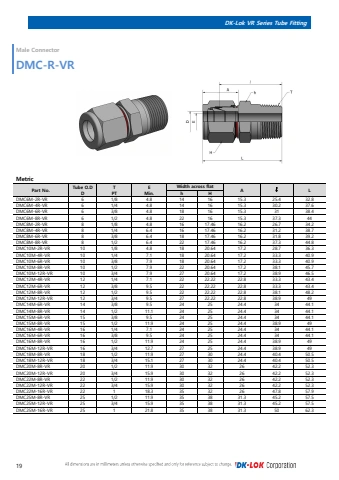 DK-Lok VR Series Tube Fitting
Male Connector
DMC-R-VR
Metric
Part No. Tube O.D D T PT E Min. Width across flat h H A L
DMC6M-2R-VR 6 1/8 4.8 14 16 15.3 25.4 32.8
DMC6M-4R-VR 6 1/4 4.8 14 16 15.3 30.2 37.6
DMC6M-6R-VR 6 3/8 4.8 18 16 15.3 31 38.4
DMC6M-8R-VR 6 1/2 4.8 22 16 15.3 37.3 44
DMC8M-2R-VR 8 1/8 4.8 16 17.46 16.2 26.7 34.2
DMC8M-4R-VR 8 1/4 6.4 16 17.46 16.2 31.2 38.7
DMC8M-6R-VR 8 3/8 6.4 18 17.46 16.2 31.8 39.2
DMC8M-8R-VR 8 1/2 6.4 22 17.46 16.2 37.3 44.8
DMC10M-2R-VR 10 1/8 4.8 18 20.64 17.2 28.7 36.3
DMC10M-4R-VR 10 1/4 7.1 18 20.64 17.2 33.3 40.9
DMC10M-6R-VR 10 3/8 7.9 18 20.64 17.2 33.3 40.9
DMC10M-8R-VR 10 1/2 7.9 22 20.64 17.2 38.1 45.7
DMC10M-12R-VR 10 3/4 7.9 27 20.64 17.2 38.9 46.5
DMC12M-4R-VR 12 1/4 7.1 22 22.22 22.8 33.3 43.4
DMC12M-6R-VR 12 3/8 9.5 22 22.22 22.8 33.3 43.4
DMC12M-8R-VR 12 1/2 9.5 22 22.22 22.8 38.1 48.2
DMC12M-12R-VR 12 3/4 9.5 27 22.22 22.8 38.9 49
DMC14M-6R-VR 14 3/8 9.5 24 25 24.4 34 44.1
DMC14M-8R-VR 14 1/2 11.1 24 25 24.4 34 44.1
DMC15M-6R-VR 15 3/8 9.5 24 25 24.4 34 44.1
DMC15M-8R-VR 15 1/2 11.9 24 25 24.4 38.9 49
DMC16M-4R-VR 16 1/4 7.1 24 25 24.4 34 44.1
DMC16M-6R-VR 16 3/8 9.5 24 25 24.4 34 44.1
DMC16M-8R-VR 16 1/2 11.9 24 25 24.4 38.9 49
DMC16M-12R-VR 16 3/4 12.7 27 25 24.4 38.9 49
DMC18M-8R-VR 18 1/2 11.9 27 30 24.4 40.4 50.5
DMC18M-12R-VR 18 3/4 15.1 27 30 24.4 40.4 50.5
DMC20M-8R-VR 20 1/2 11.9 30 32 26 42.2 52.3
DMC20M-12R-VR 20 3/4 15.9 30 32 26 42.2 52.3
DMC22M-8R-VR 22 1/2 11.9 30 32 26 42.2 52.3
DMC22M-12R-VR 22 3/4 15.9 30 32 26 42.2 52.3
DMC22M-16R-VR 22 1 18.3 35 32 26 47.8 57.9
DMC25M-8R-VR 25 1/2 11.9 35 38 31.3 45.2 57.5
DMC25M-12R-VR 25 3/4 15.9 35 38 31.3 45.2 57.5
DMC25M-16R-VR 25 1 21.8 35 38 31.3 50 62.3
19
All dimensions are in millimeters unless otherwise specified and only for reference, subject to change.
DK-LOK Corporation